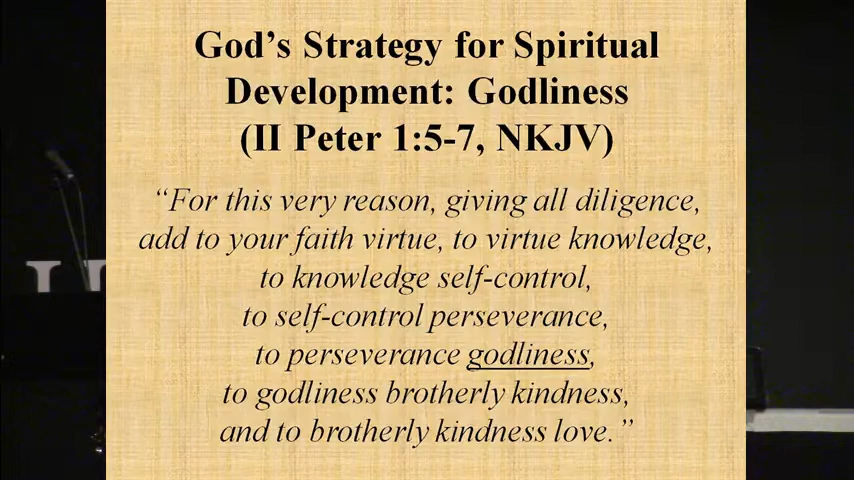 God’s Strategy for Spiritual
Development: Godliness
(II Peter 1:5-7, NKJV)
“For this very reason, giving all diligence,
add to your faith virtue, to virtue knowledge,
to knowledge self-control,
to self-control perseverance,
to perseverance godliness,
to godliness brotherly kindness,
and to brotherly kindness love.”